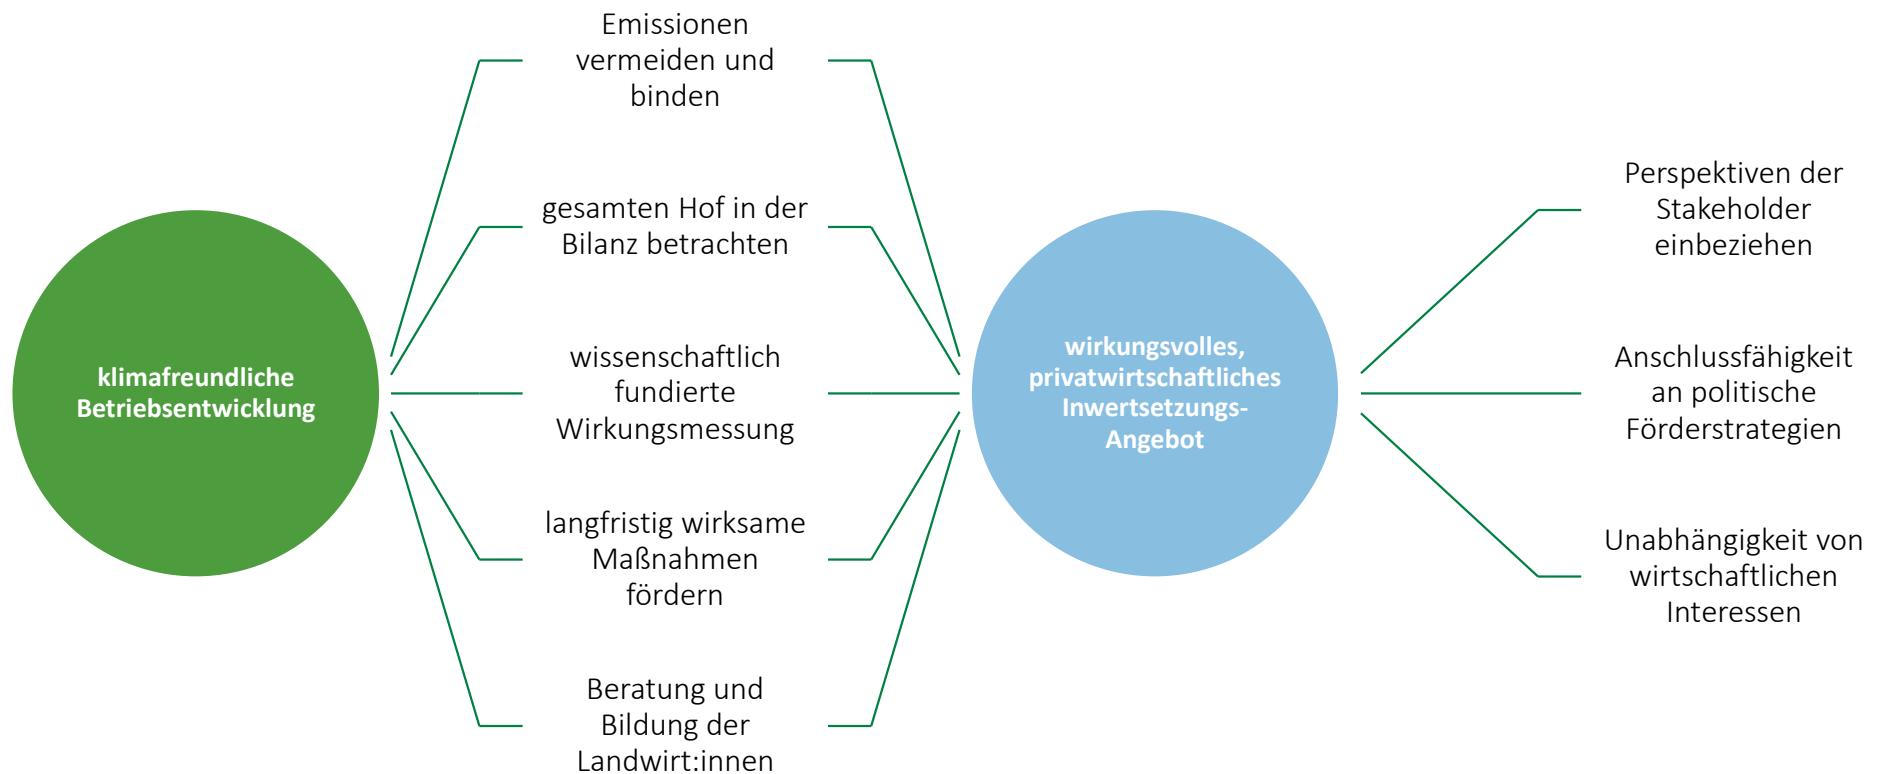 klimafreundliche
Betriebsentwicklung
Emissionen
vermeiden und
binden
gesamten Hof in der
Bilanz betrachten
wissenschaftlich
fundierte
Wirkungsmessung
langfristig wirksame
Maßnahmen
fördern
Beratung und
Bildung der
Landwirt:innen
wirkungsvolles,
privatwirtschaftliches
Inwertsetzungs-
Angebot
Perspektiven der
Stakeholder
einbeziehen
Anschlussfähigkeit
an politische
Förderstrategien
Unabhängigkeit von
wirtschaftlichen
Interessen